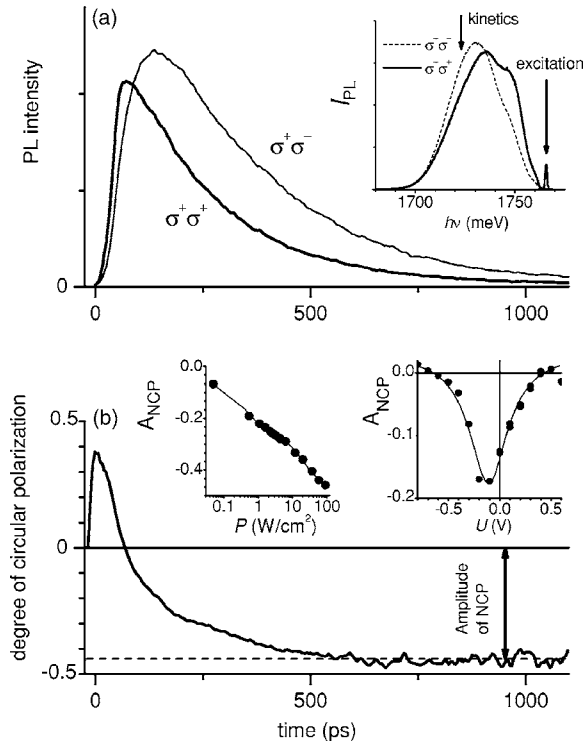 (a)
PL intensity
0
σ⁺σ⁻
σ⁺σ⁺
0
500
1000
kinetics
σ⁻σ⁻
σ⁻σ⁺
excitation
I_PL
1700
1750
hν (meV)
(b)
degree of circular polarization
0.5
0
-0.5
0
500
1000
time (ps)
A_NCP
0.0
-0.2
-0.4
0.1
1
10
100
P (W/cm²)
A_NCP
0.0
-0.1
-0.2
-0.5
0.0
0.5
U (V)
Amplitude
of NCP